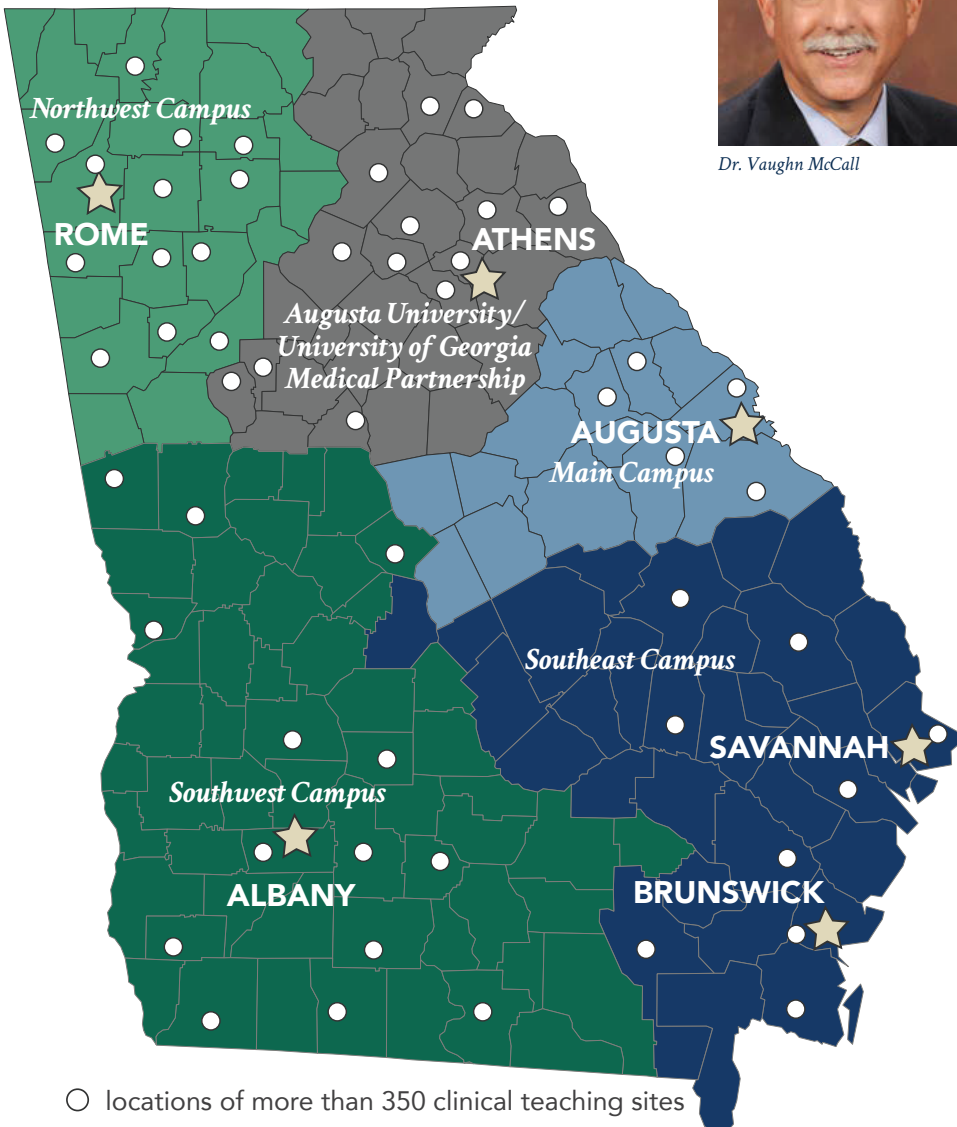 Dr. Vaughn McCall
Northwest Campus
ROME
ATHENS
Augusta University/
University of Georgia
Medical Partnership
AUGUSTA
Main Campus
Southeast Campus
SAVANNAH
Southwest Campus
ALBANY
BRUNSWICK
locations of more than 350 clinical teaching sites